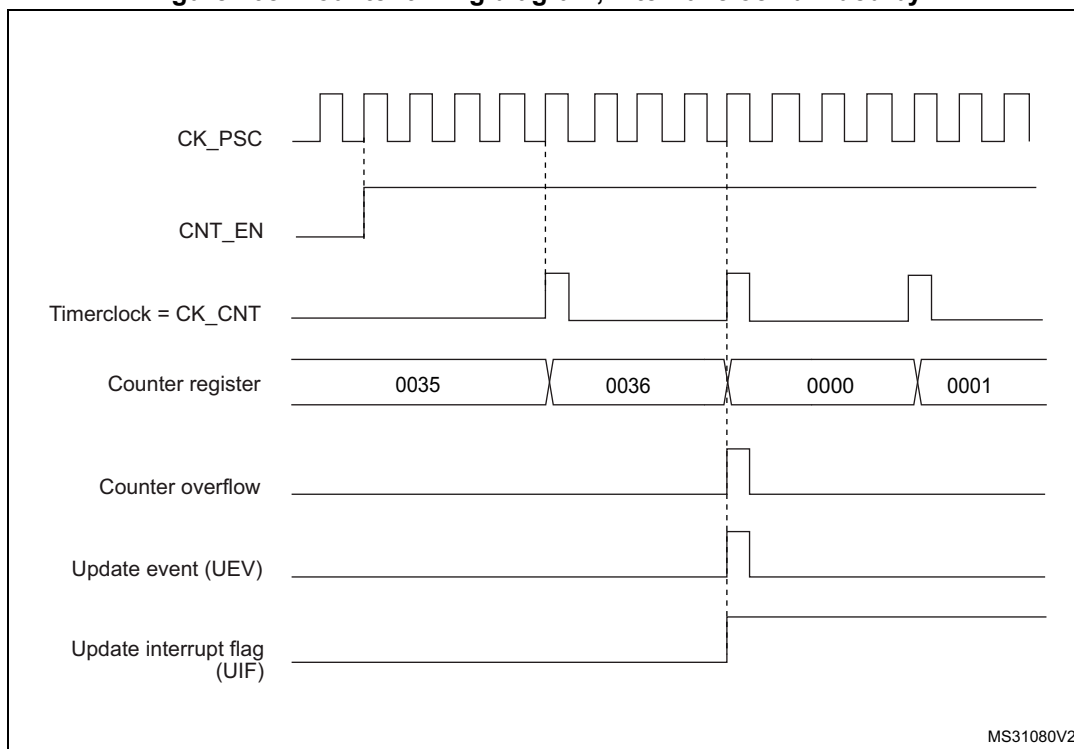 CK_PSC
CNT_EN
Timerclock = CK_CNT
Counter register
0035
0036
0000
0001
Counter overflow
Update event (UEV)
Update interrupt flag
(UIF)
MS31080V2